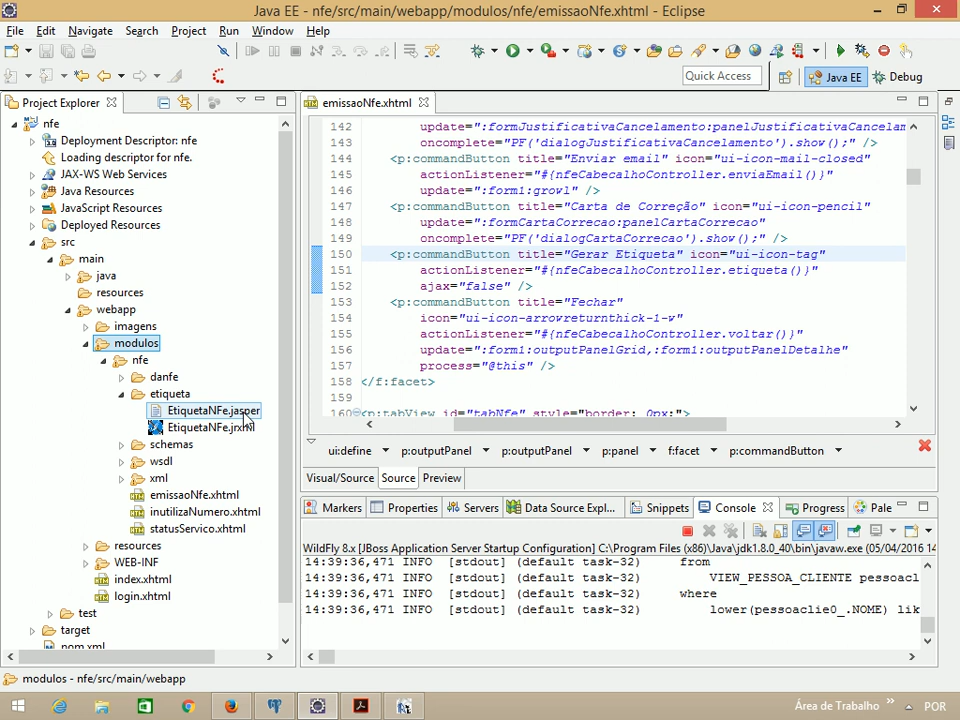 Java EE - nfe/src/main/webapp/modulos/nfe/emissaoNfe.xhtml - Eclipse
File Edit Navigate Search Project Run Window Help
Quick Access
Java EE
Debug
Project Explorer
nfe
Deployment Descriptor: nfe
Loading descriptor for nfe.
JAX-WS Web Services
Java Resources
JavaScript Resources
Deployed Resources
src
main
java
resources
webapp
imagens
modulos
nfe
danfe
etiqueta
EtiquetaNFe.jasper
EtiquetaNFe.jrxml
schemas
wsdl
xml
emissaoNfe.xhtml
inutilizaNumero.xhtml
statusServico.xhtml
resources
WEB-INF
index.xhtml
login.xhtml
test
target
pom.xml
emissaoNfe.xhtml
142 update=":formJustificativaCancelamento:panelJustificativaCancelam
143 oncomplete="PF('dialogJustificativaCancelamento').show();" />
144 <p:commandButton title="Enviar email" icon="ui-icon-mail-closed"
145 actionListener="#{nfeCabecalhoController.enviaEmail()}"
146 update=":form1:growl" />
147 <p:commandButton title="Carta de Correção" icon="ui-icon-pencil"
148 update=":formCartaCorrecao:panelCartaCorrecao"
149 oncomplete="PF('dialogCartaCorrecao').show();" />
150 <p:commandButton title="Gerar Etiqueta" icon="ui-icon-tag"
151 actionListener="#{nfeCabecalhoController.etiqueta()}"
152 ajax="false" />
153 <p:commandButton title="Fechar"
154 icon="ui-icon-arrowreturnthick-1-w"
155 actionListener="#{nfeCabecalhoController.voltar()}"
156 update=":form1:outputPanelGrid,:form1:outputPanelDetalhe"
157 process="@this" />
158 </f:facet>
159
160 <p:tabView id="tabNfe" style="border: 0px;">
ui:define p:outputPanel p:outputPanel p:panel f:facet p:commandButton
Visual/Source Source Preview
Markers Properties Servers Data Source Expl... Snippets Console Progress Pale
WildFly 8.x [JBoss Application Server Startup Configuration] C:\Program Files (x86)\Java\jdk1.8.0_40\bin\javaw.exe (05/04/2016 14
14:39:36,471 INFO [stdout] (default task-32) from
14:39:36,471 INFO [stdout] (default task-32) VIEW_PESSOA_CLIENTE pessoacl
14:39:36,471 INFO [stdout] (default task-32) where
14:39:36,471 INFO [stdout] (default task-32) lower(pessoaclie0_.NOME) lik
modulos - nfe/src/main/webapp
Área de Trabalho
POR